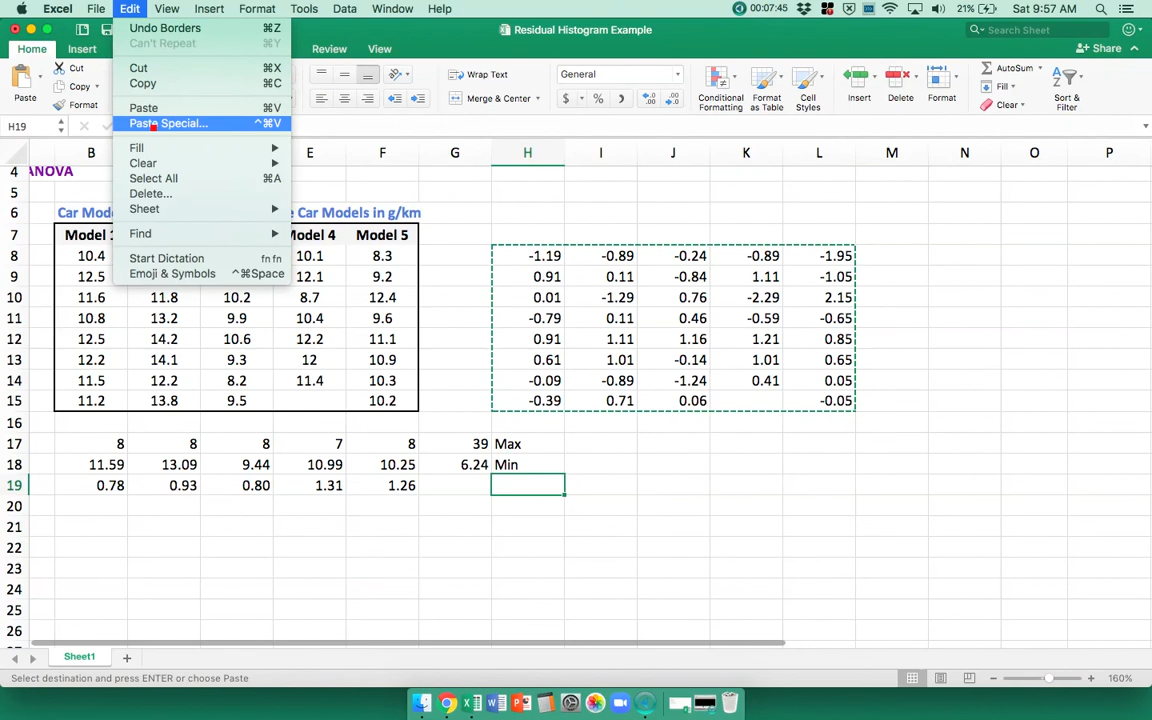 Excel File Edit View Insert Format Tools Data Window Help 00:07:45 21% Sat 9:57 AM
Residual Histogram Example Search Sheet
Home Insert Review View Share
Undo Borders ⌘Z
Can't Repeat ⌘Y
Cut ⌘X
Copy ⌘C
Paste ⌘V
Paste Special... ^⌘V
Fill
Clear
Select All ⌘A
Delete...
Sheet
Find
Start Dictation fn fn
Emoji & Symbols ^⌘Space
Paste Cut Copy Format
Wrap Text Merge & Center General $ % )
Conditional Formatting Format as Table Cell Styles Insert Delete Format AutoSum Fill Clear Sort & Filter
H19
B E F G H I J K L M N O P
4 ANOVA
5
6 Car Mod e Car Models in g/km
7 Model 1 Model 4 Model 5
8 10.4 10.1 8.3 -1.19 -0.89 -0.24 -0.89 -1.95
9 12.5 12.1 9.2 0.91 0.11 -0.84 1.11 -1.05
10 11.6 11.8 10.2 8.7 12.4 0.01 -1.29 0.76 -2.29 2.15
11 10.8 13.2 9.9 10.4 9.6 -0.79 0.11 0.46 -0.59 -0.65
12 12.5 14.2 10.6 12.2 11.1 0.91 1.11 1.16 1.21 0.85
13 12.2 14.1 9.3 12 10.9 0.61 1.01 -0.14 1.01 0.65
14 11.5 12.2 8.2 11.4 10.3 -0.09 -0.89 -1.24 0.41 0.05
15 11.2 13.8 9.5 10.2 -0.39 0.71 0.06 -0.05
16
17 8 8 8 7 8 39 Max
18 11.59 13.09 9.44 10.99 10.25 6.24 Min
19 0.78 0.93 0.80 1.31 1.26
20
21
22
23
24
25
26
Sheet1 +
Select destination and press ENTER or choose Paste 160%